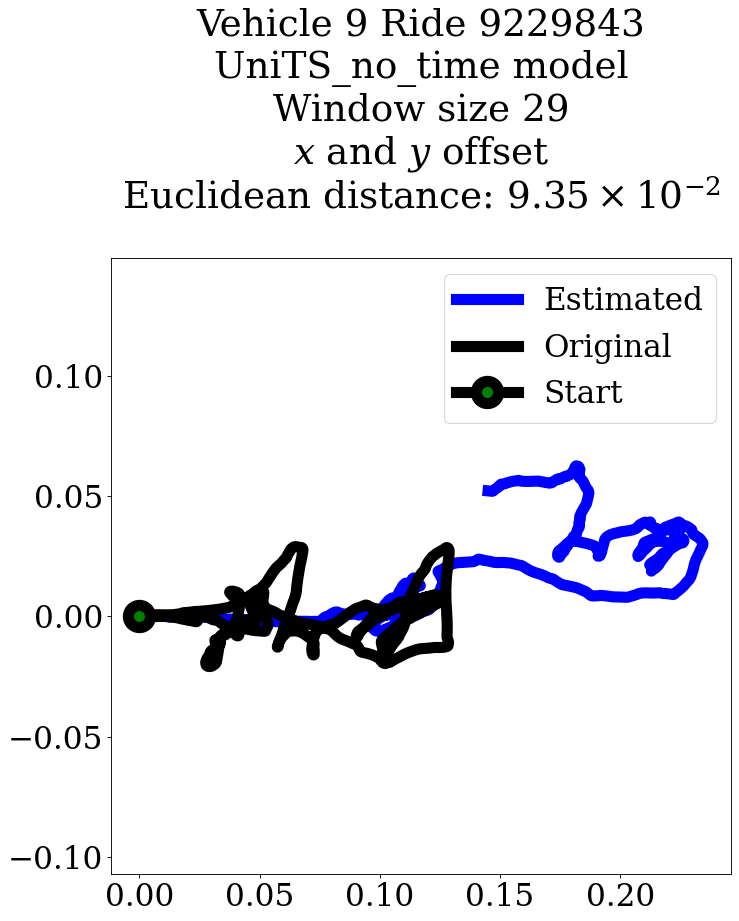 Vehicle 9 Ride 9229843
UniTS_no_time model
Window size 29
x and y offset
Euclidean distance: 9.35 × 10⁻²
Estimated
Original
Start
0.10
0.05
0.00
−0.05
−0.10
0.00 0.05 0.10 0.15 0.20